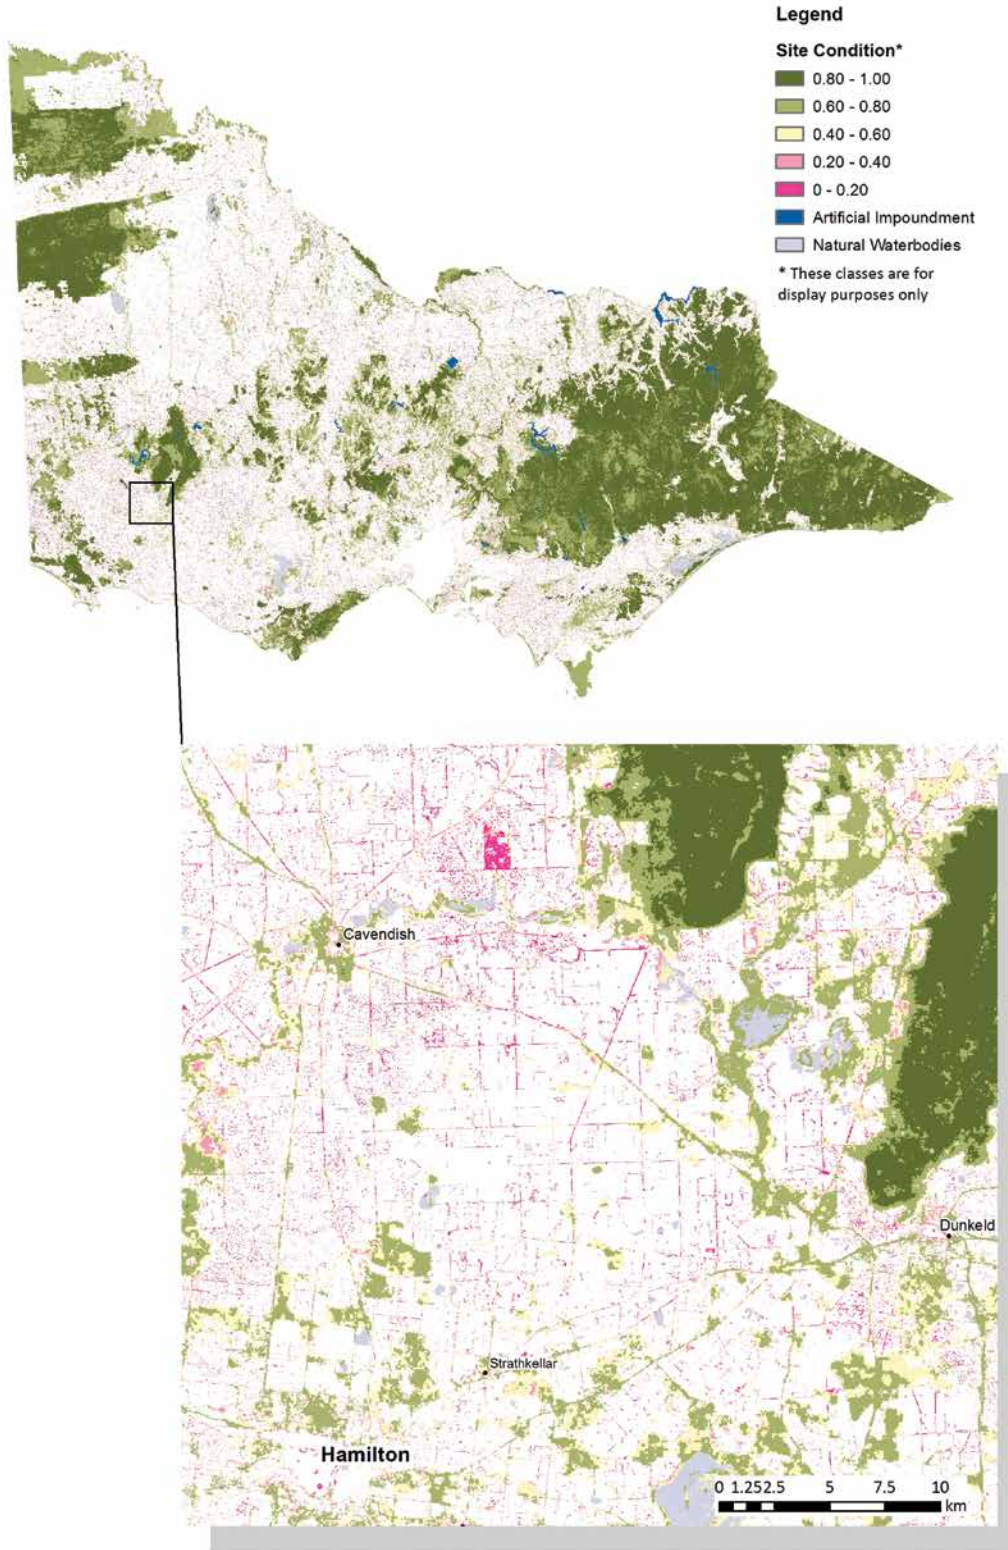 Legend
Site Condition*
0.80 - 1.00
0.60 - 0.80
0.40 - 0.60
0.20 - 0.40
0 - 0.20
Artificial Impoundment
Natural Waterbodies
* These classes are for
display purposes only
Cavendish
Dunkeld
Strathkellar
Hamilton
0 1.252.5 5 7.5 10
km